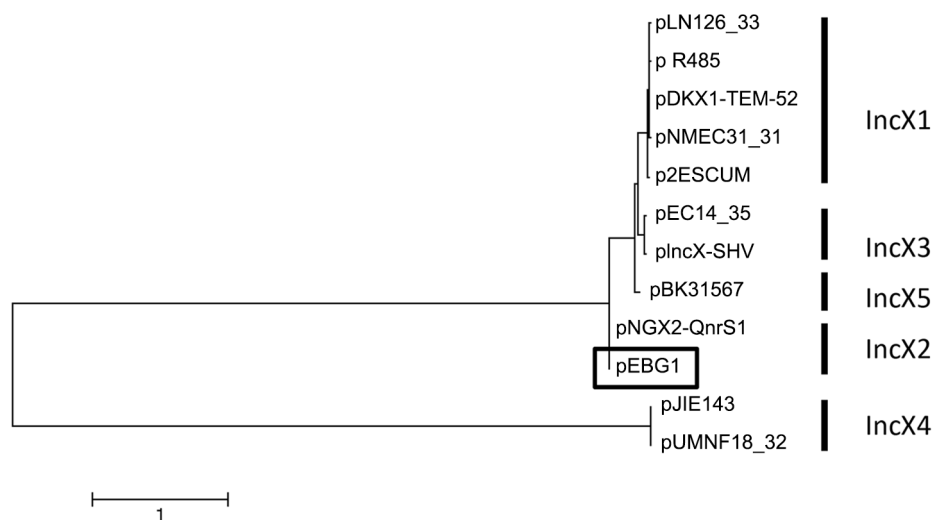 pLN126_33
p R485
pDKX1-TEM-52
pNMEC31_31
p2ESCUM
IncX1
pEC14_35
pIncX-SHV
IncX3
pBK31567
IncX5
pNGX2-QnrS1
pEBG1
IncX2
pJIE143
pUMNF18_32
IncX4
1